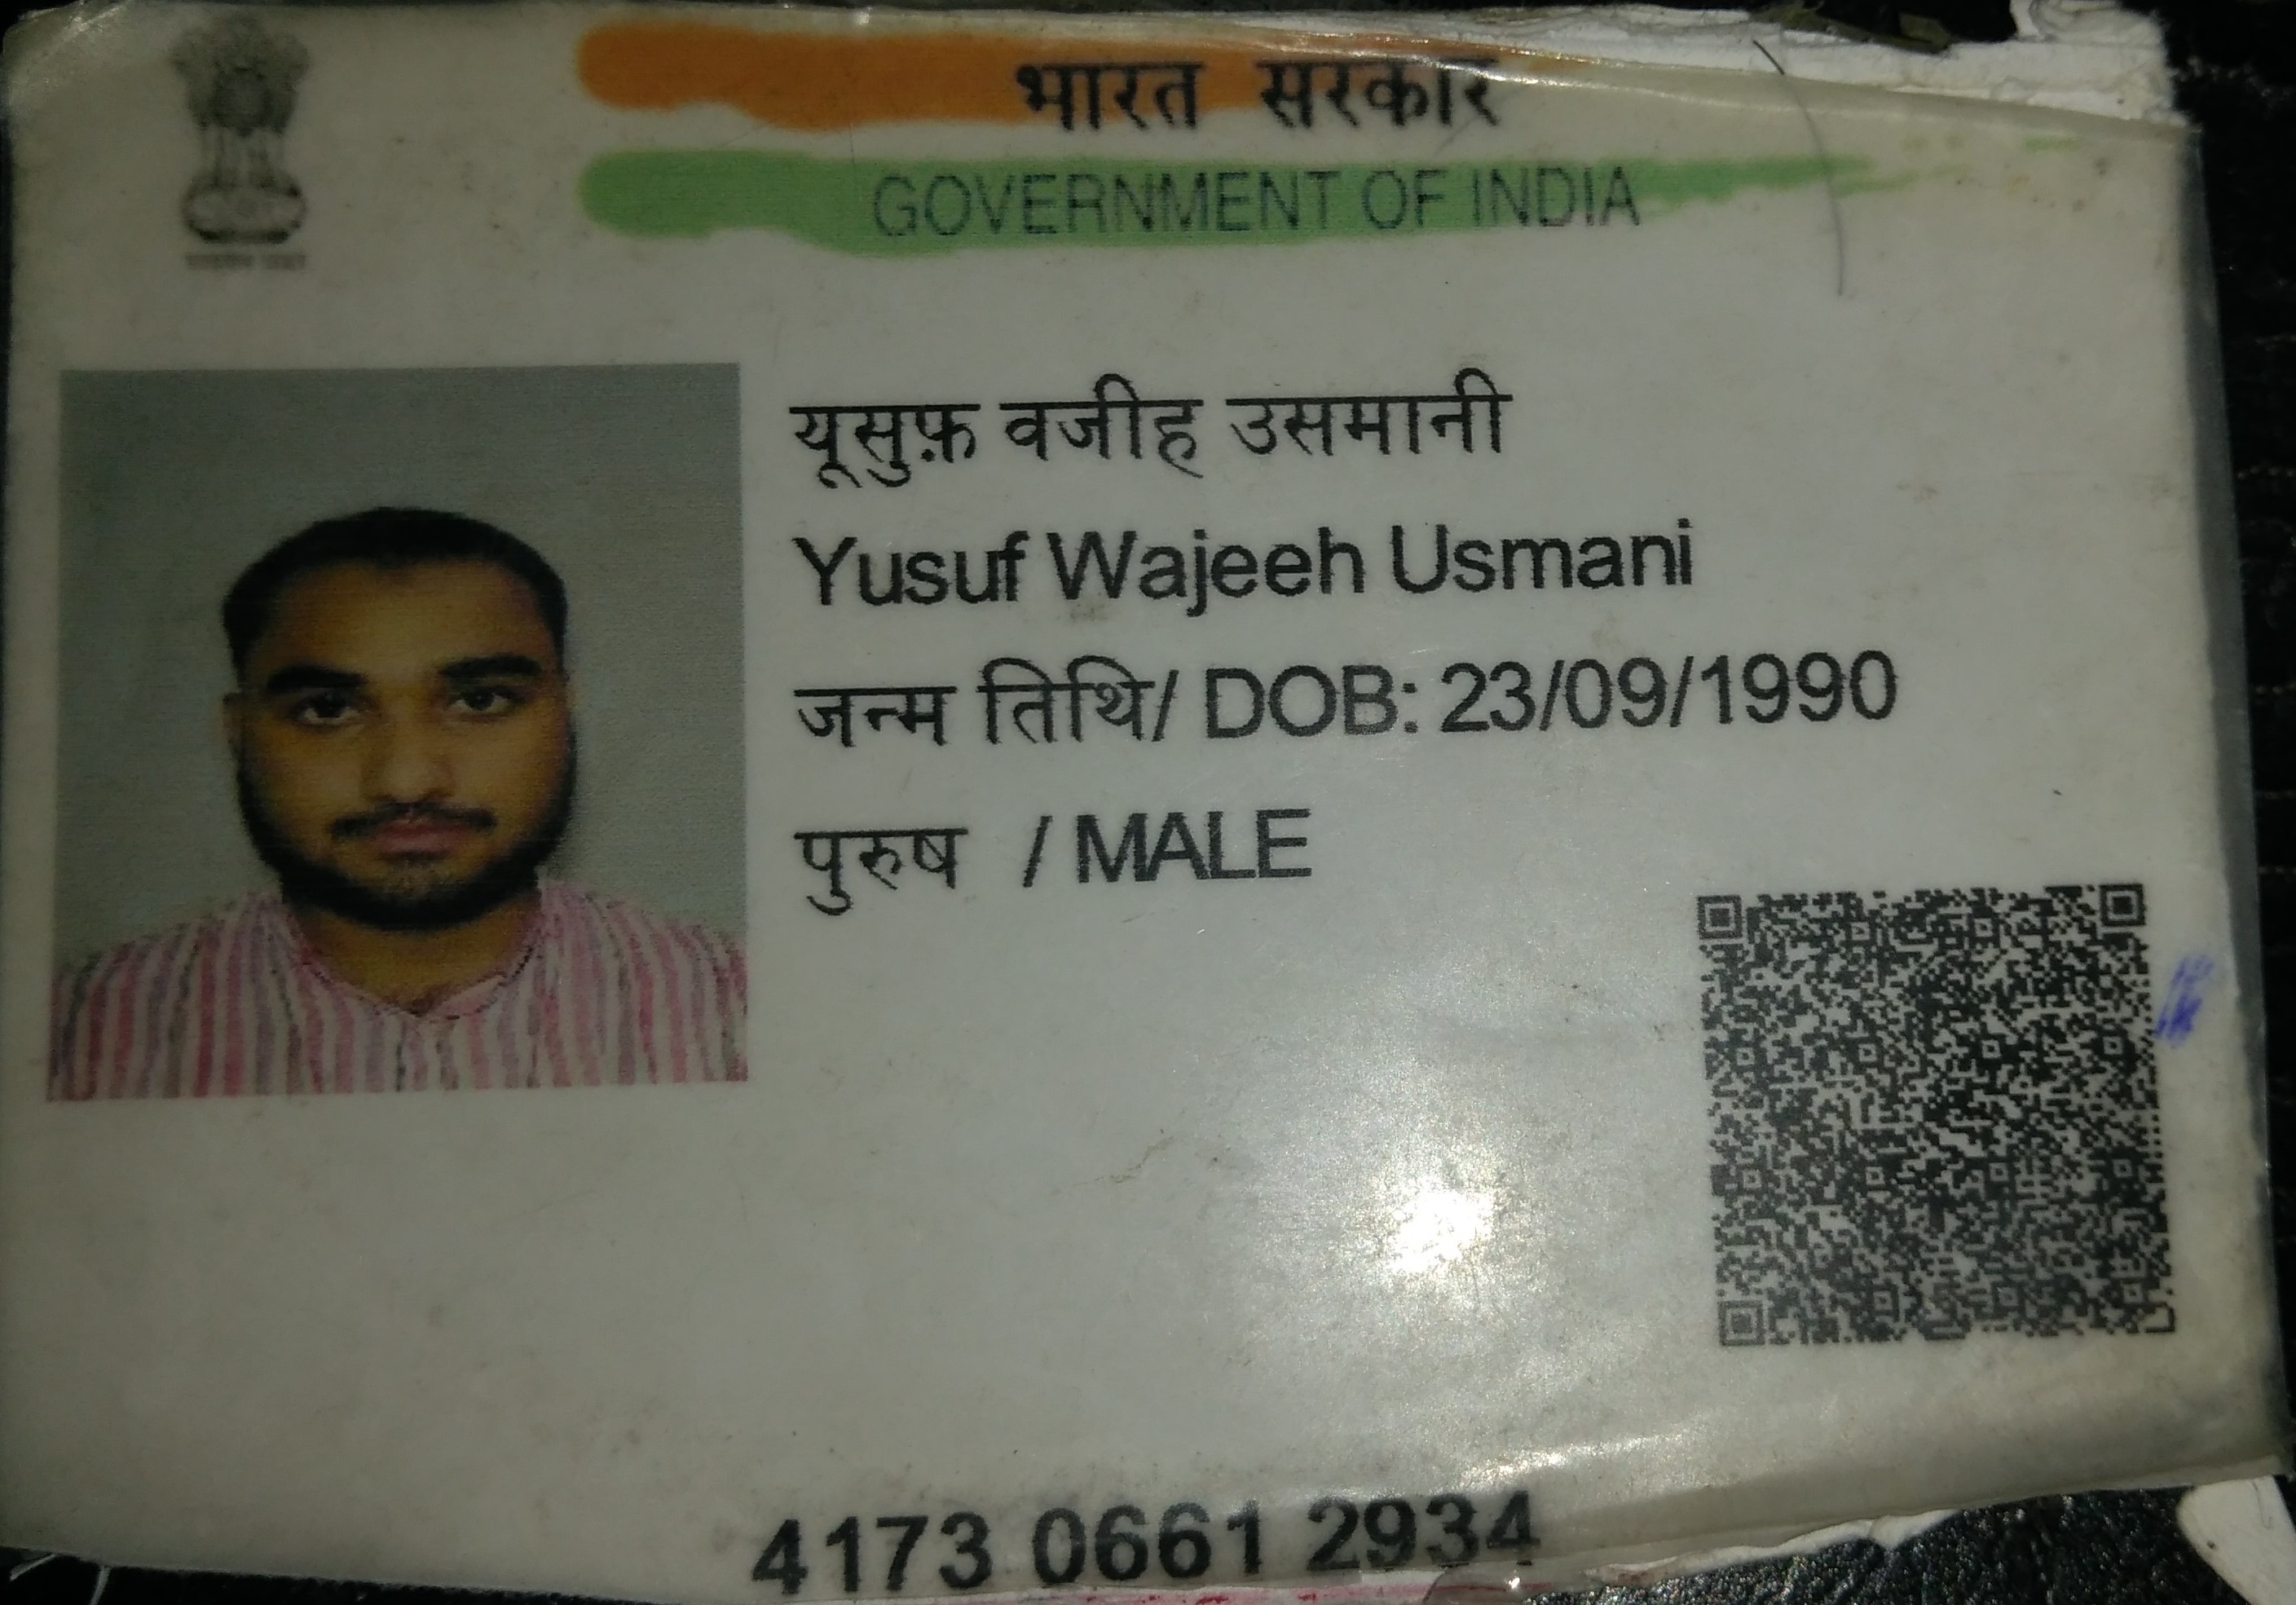 भारत सरकार
GOVERNMENT OF INDIA
यूसुफ़ वजीह उसमानी
Yusuf Wajeeh Usmani
जन्म तिथि/ DOB: 23/09/1990
पुरुष / MALE
4173 0661 2934